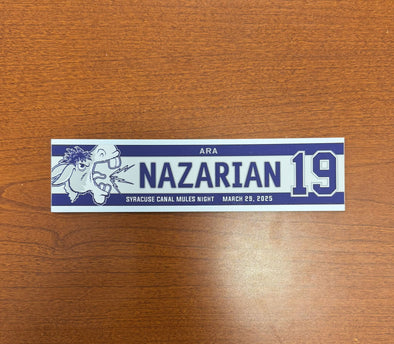 ARA
NAZARIAN 19
SYRACUSE CANAL MULES NIGHT MARCH 29, 2025